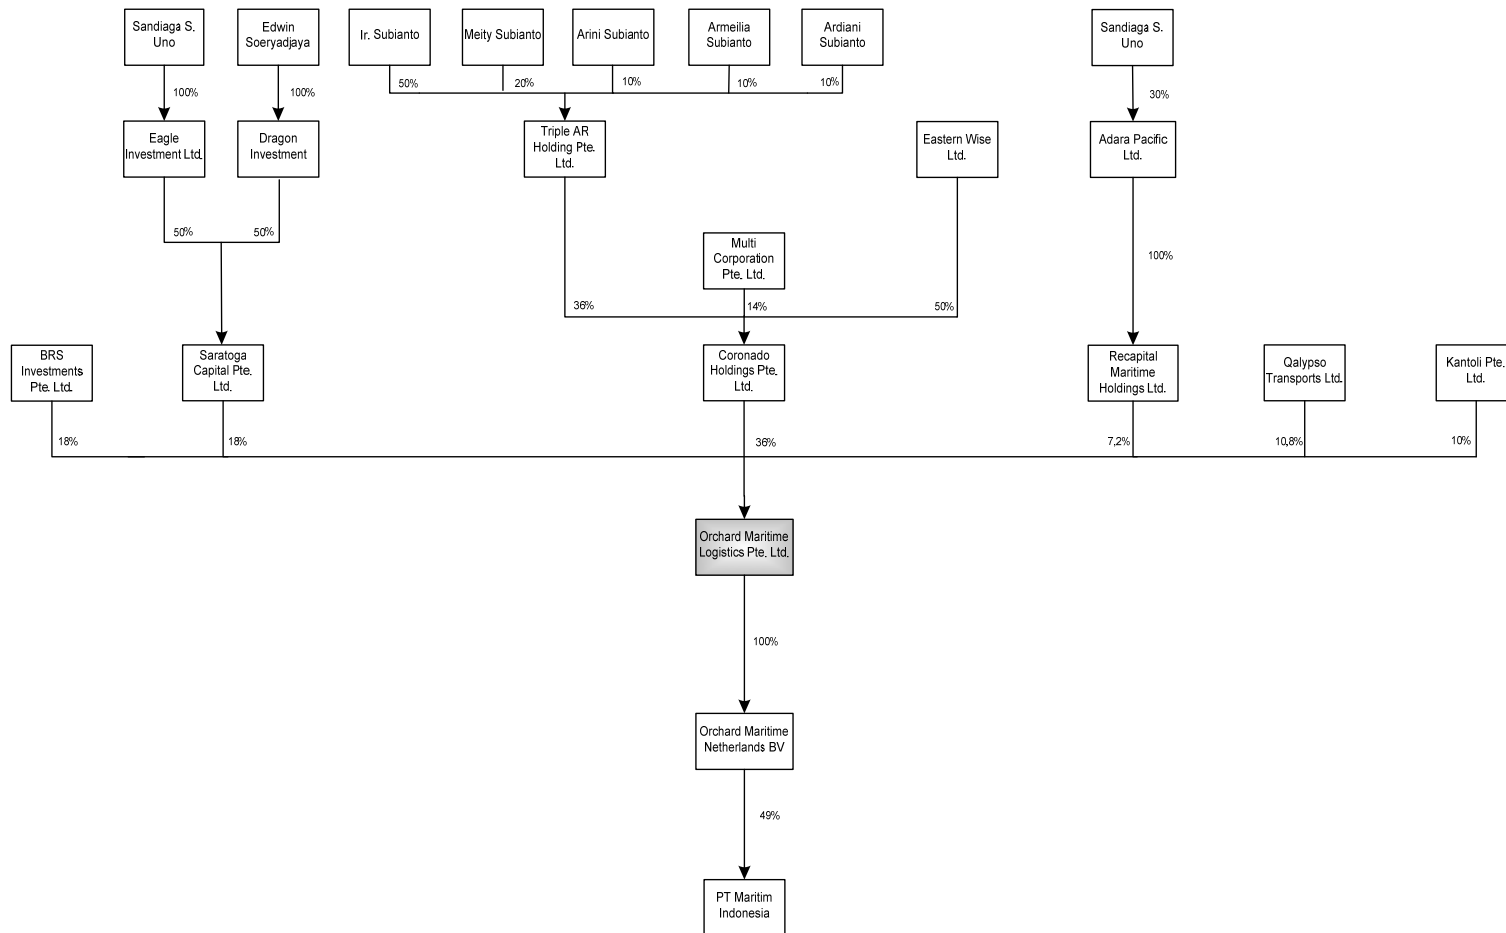 Sandiaga S.
Uno
Edwin
Soeryadjaya
Ir. Subianto
Meity Subianto
Arini Subianto
Armeilia
Subianto
Ardiani
Subianto
Sandiaga S.
Uno
100%
100%
50%
20%
10%
10%
10%
30%
Eagle
Investment Ltd.
Dragon
Investment
Triple AR
Holding Pte.
Ltd.
Eastern Wise
Ltd.
Adara Pacific
Ltd.
50%
50%
Multi
Corporation
Pte. Ltd.
100%
36%
14%
50%
BRS
Investments
Pte. Ltd.
Saratoga
Capital Pte.
Ltd.
Coronado
Holdings Pte.
Ltd.
Recapital
Maritime
Holdings Ltd.
Qalypso
Transports Ltd.
Kantoli Pte.
Ltd.
18%
18%
36%
7,2%
10,8%
10%
Orchard Maritime
Logistics Pte. Ltd.
100%
Orchard Maritime
Netherlands BV
49%
PT Maritim
Indonesia